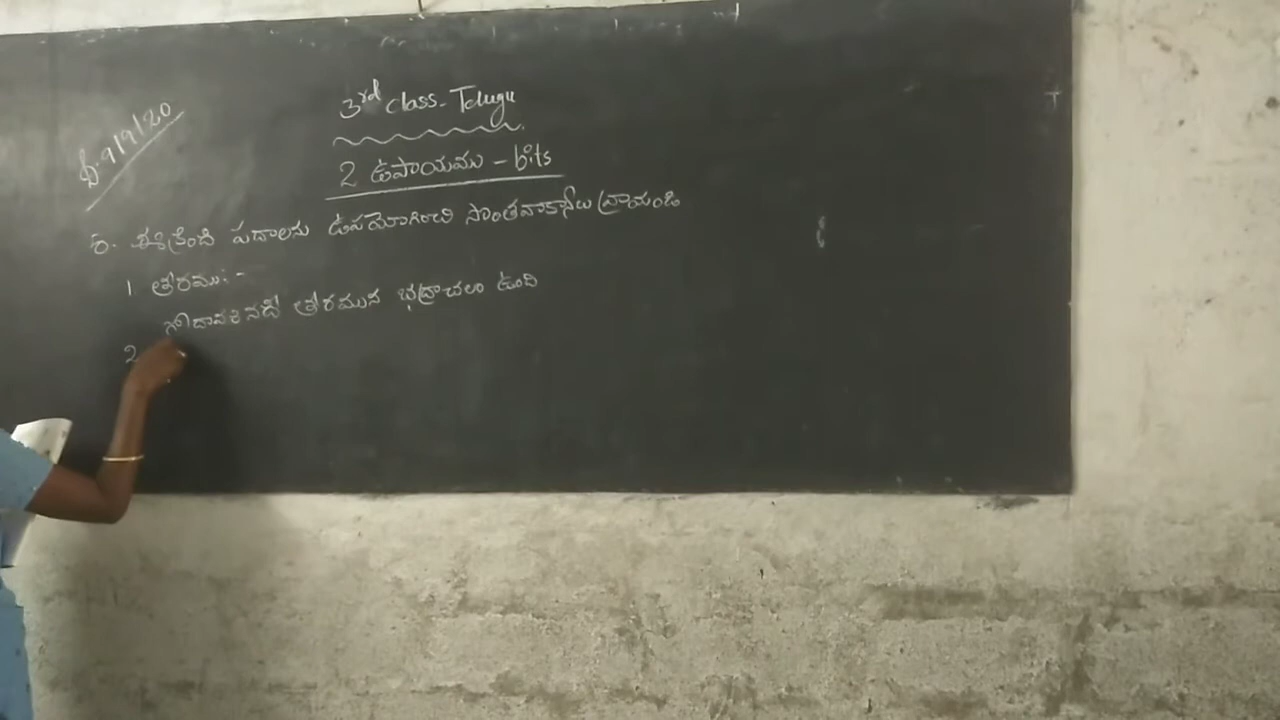 3rd class - Telugu
D. 9/9/20
2 ఉపాయము - bits
ఈ క్రింది పదాలను ఉపయోగించి సొంతవాక్యాలు వ్రాయండి
1. తీరము:-
గోదావరి నది తీరమున భద్రాచలం ఉంది
2